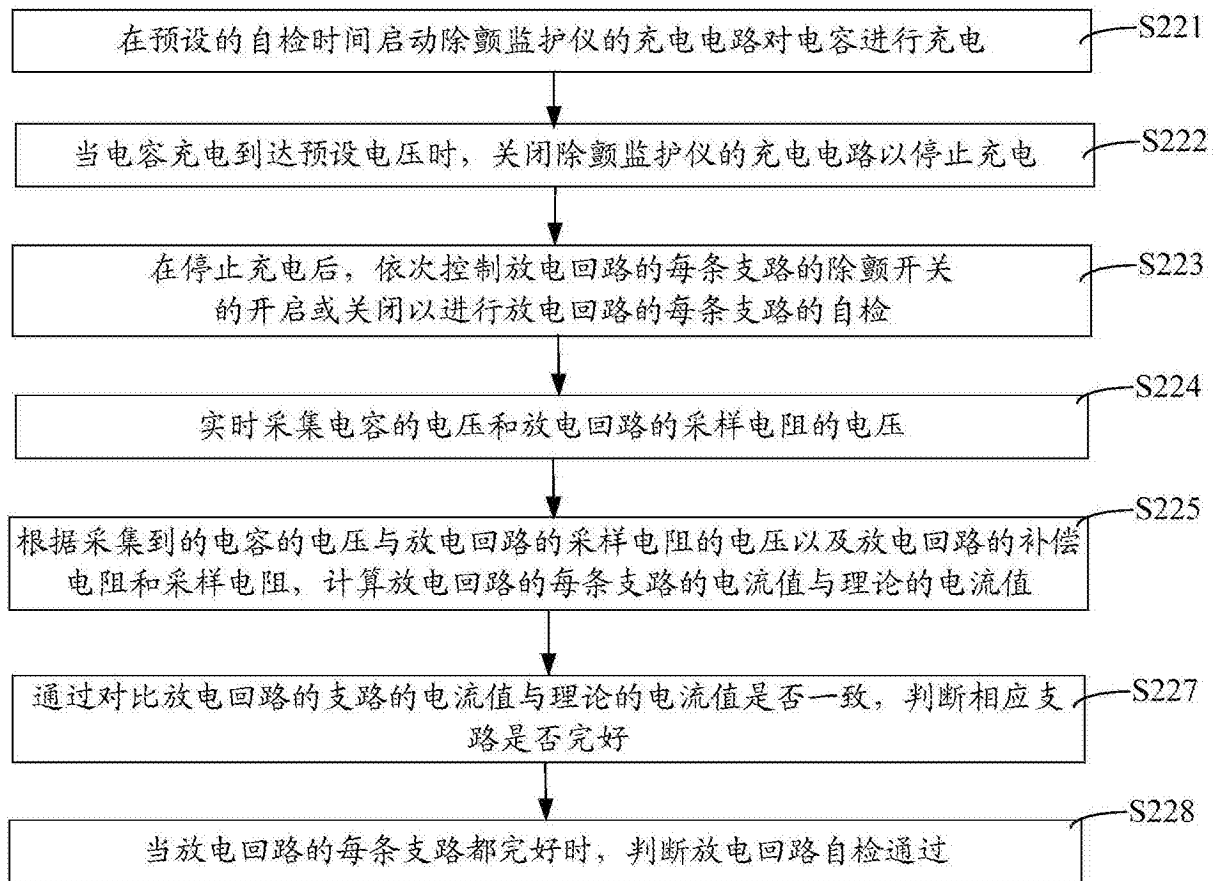 在预设的自检时间启动除颤监护仪的充电电路对电容进行充电
S221
当电容充电到达预设电压时，关闭除颤监护仪的充电电路以停止充电
S222
在停止充电后，依次控制放电回路的每条支路的除颤开关
的开启或关闭以进行放电回路的每条支路的自检
S223
实时采集电容的电压和放电回路的采样电阻的电压
S224
根据采集到的电容的电压与放电回路的采样电阻的电压以及放电回路的补偿
电阻和采样电阻，计算放电回路的每条支路的电流值与理论的电流值
S225
通过对比放电回路的支路的电流值与理论的电流值是否一致，判断相应支
路是否完好
S227
当放电回路的每条支路都完好时，判断放电回路自检通过
S228